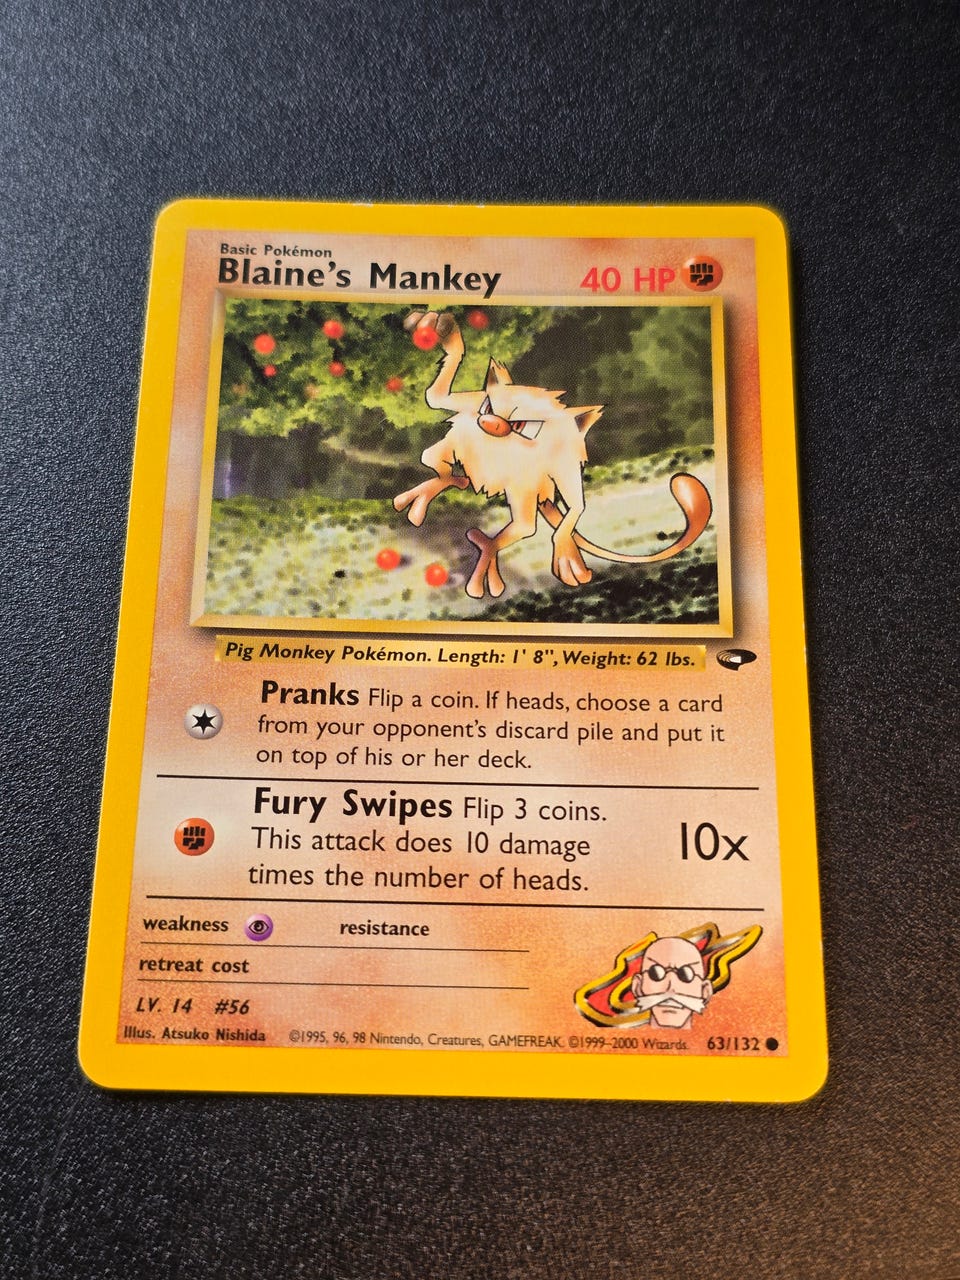 Basic Pokémon
Blaine's Mankey 40 HP
Pig Monkey Pokémon. Length: 1' 8", Weight: 62 lbs.
Pranks Flip a coin. If heads, choose a card
from your opponent's discard pile and put it
on top of his or her deck.
Fury Swipes Flip 3 coins.
This attack does 10 damage
times the number of heads.
10x
weakness resistance
retreat cost
LV. 14 #56
Illus. Atsuko Nishida ©1995, 96, 98 Nintendo, Creatures, GAMEFREAK. ©1999-2000 Wizards. 63/132